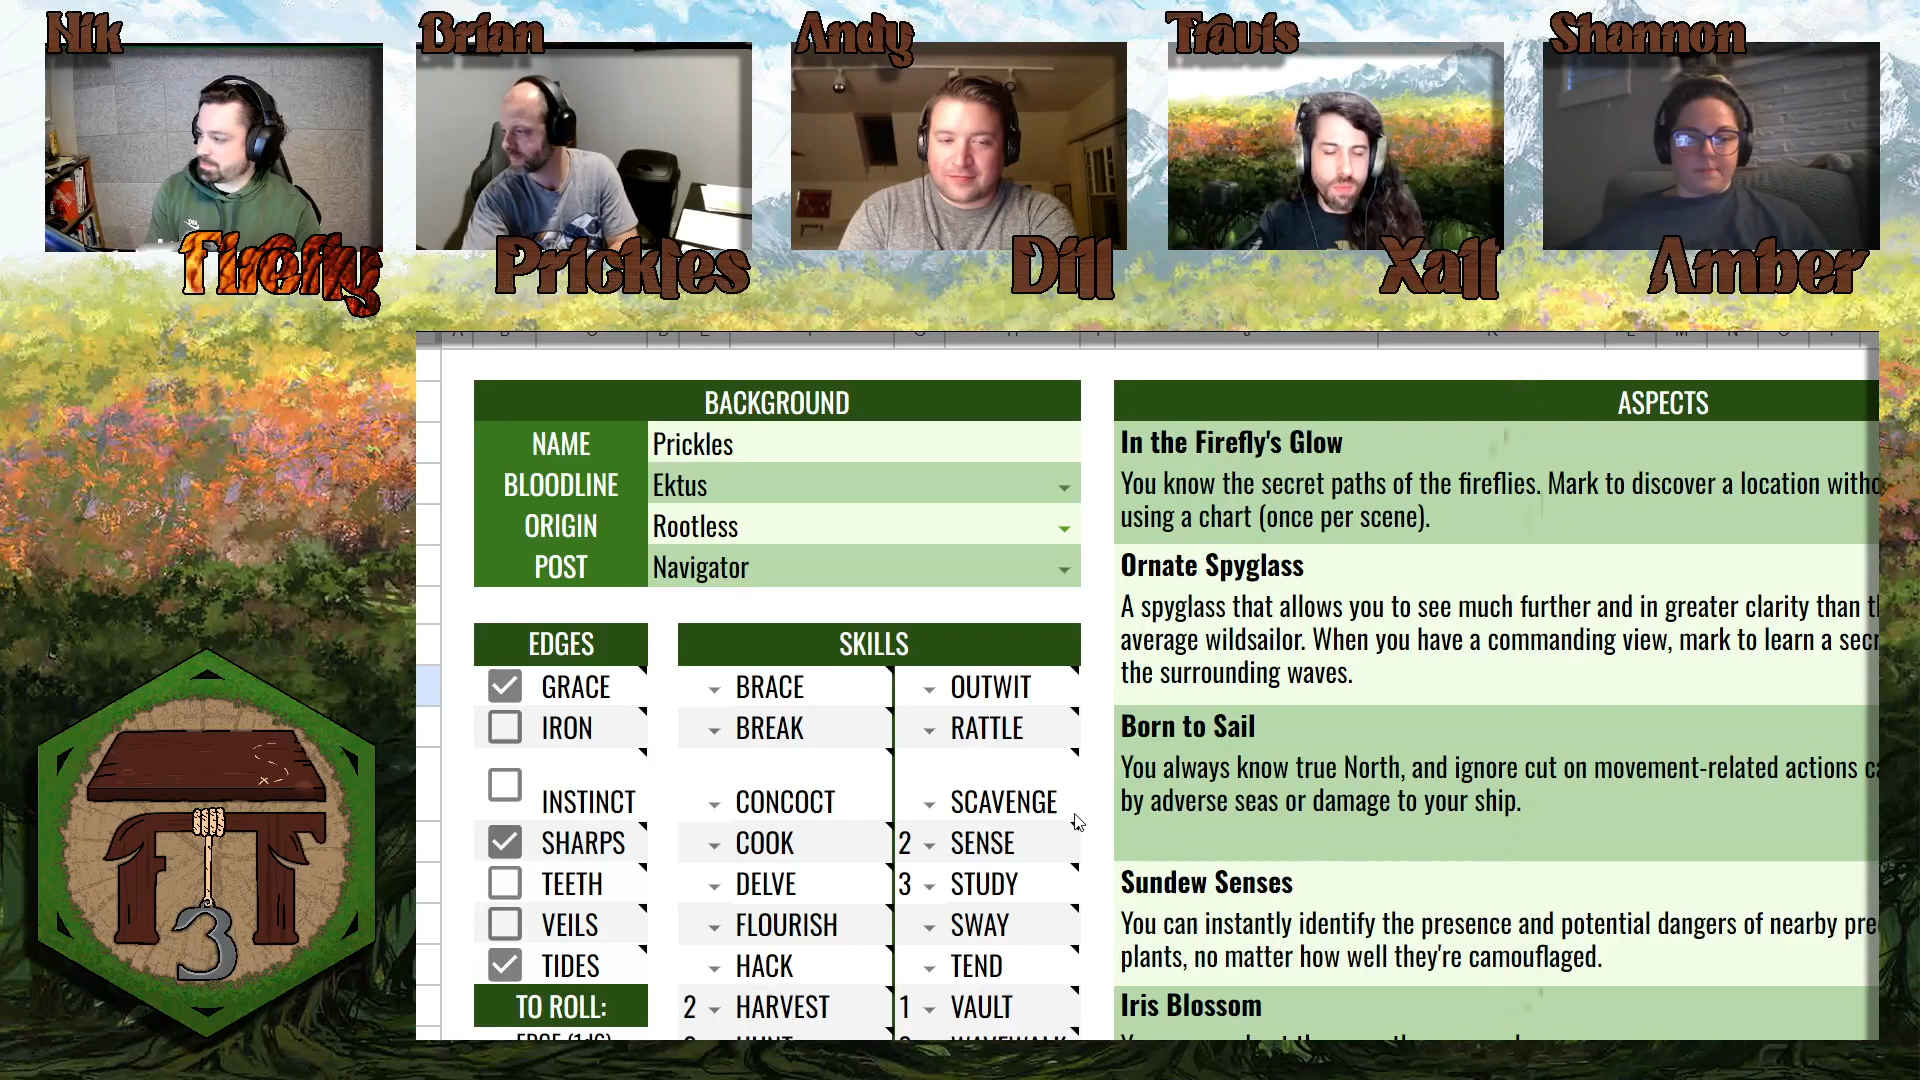 Nik
Brian
Andy
Travis
Shannon
Firefly
Prickles
Dill
Xall
Amber
BACKGROUND
NAME Prickles
BLOODLINE Ektus
ORIGIN Rootless
POST Navigator
EDGES
GRACE
IRON
INSTINCT
SHARPS
TEETH
VEILS
TIDES
TO ROLL:
SKILLS
BRACE OUTWIT
BREAK RATTLE
CONCOCT SCAVENGE
COOK 2 SENSE
DELVE 3 STUDY
FLOURISH SWAY
HACK TEND
2 HARVEST 1 VAULT
ASPECTS
In the Firefly's Glow
You know the secret paths of the fireflies. Mark to discover a location
using a chart (once per scene).
Ornate Spyglass
A spyglass that allows you to see much further and in greater clarity than
average wildsailor. When you have a commanding view, mark to learn a
the surrounding waves.
Born to Sail
You always know true North, and ignore cut on movement-related actions
by adverse seas or damage to your ship.
Sundew Senses
You can instantly identify the presence and potential dangers of nearby
plants, no matter how well they're camouflaged.
Iris Blossom
3